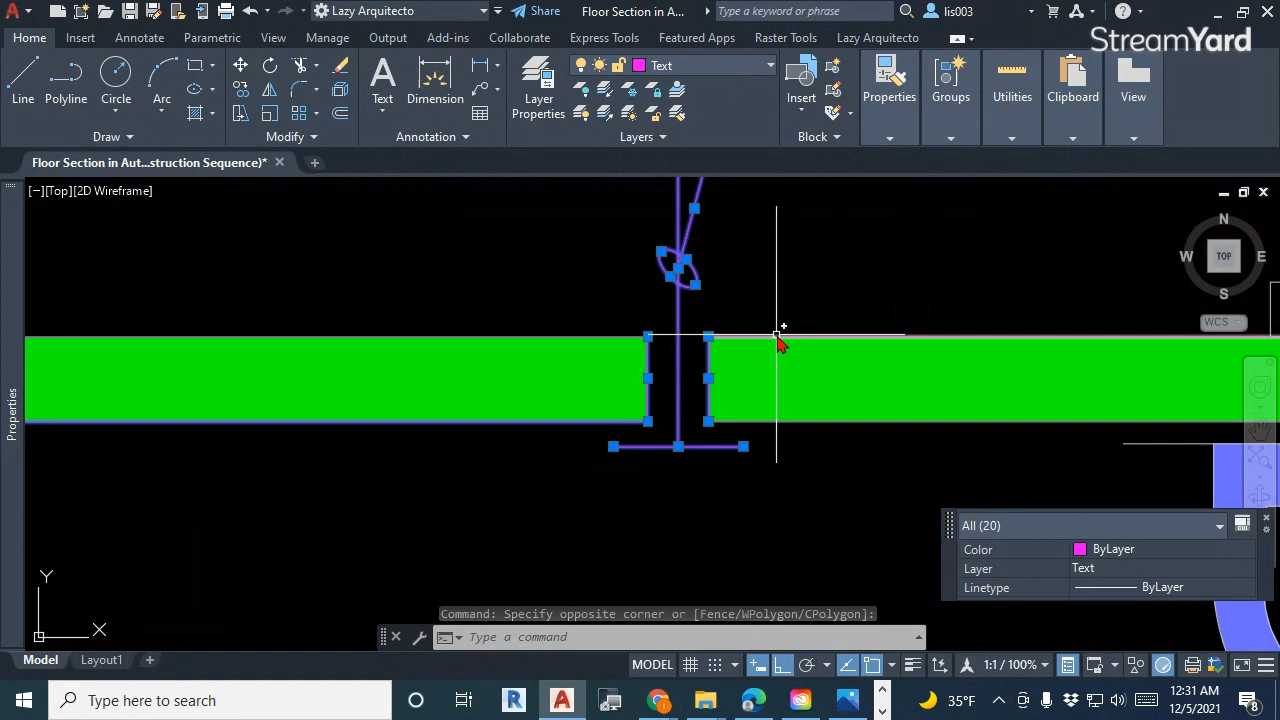 Lazy Arquitecto
Share
Floor Section in A...
Type a keyword or phrase
lis003
StreamYard
Home
Insert
Annotate
Parametric
View
Manage
Output
Add-ins
Collaborate
Express Tools
Featured Apps
Raster Tools
Lazy Arquitecto
Line
Polyline
Circle
Arc
Text
Dimension
Layer
Properties
Text
Insert
Properties
Groups
Utilities
Clipboard
View
Draw
Modify
Annotation
Layers
Block
Floor Section in Aut...struction Sequence)*
[−][Top][2D Wireframe]
N
W
TOP
E
S
WCS
Properties
All (20)
Color
ByLayer
Layer
Text
Linetype
ByLayer
Y
X
Command: Specify opposite corner or [Fence/WPolygon/CPolygon]:
Type a command
Model
Layout1
MODEL
1:1 / 100%
Type here to search
35°F
12:31 AM
12/5/2021
8